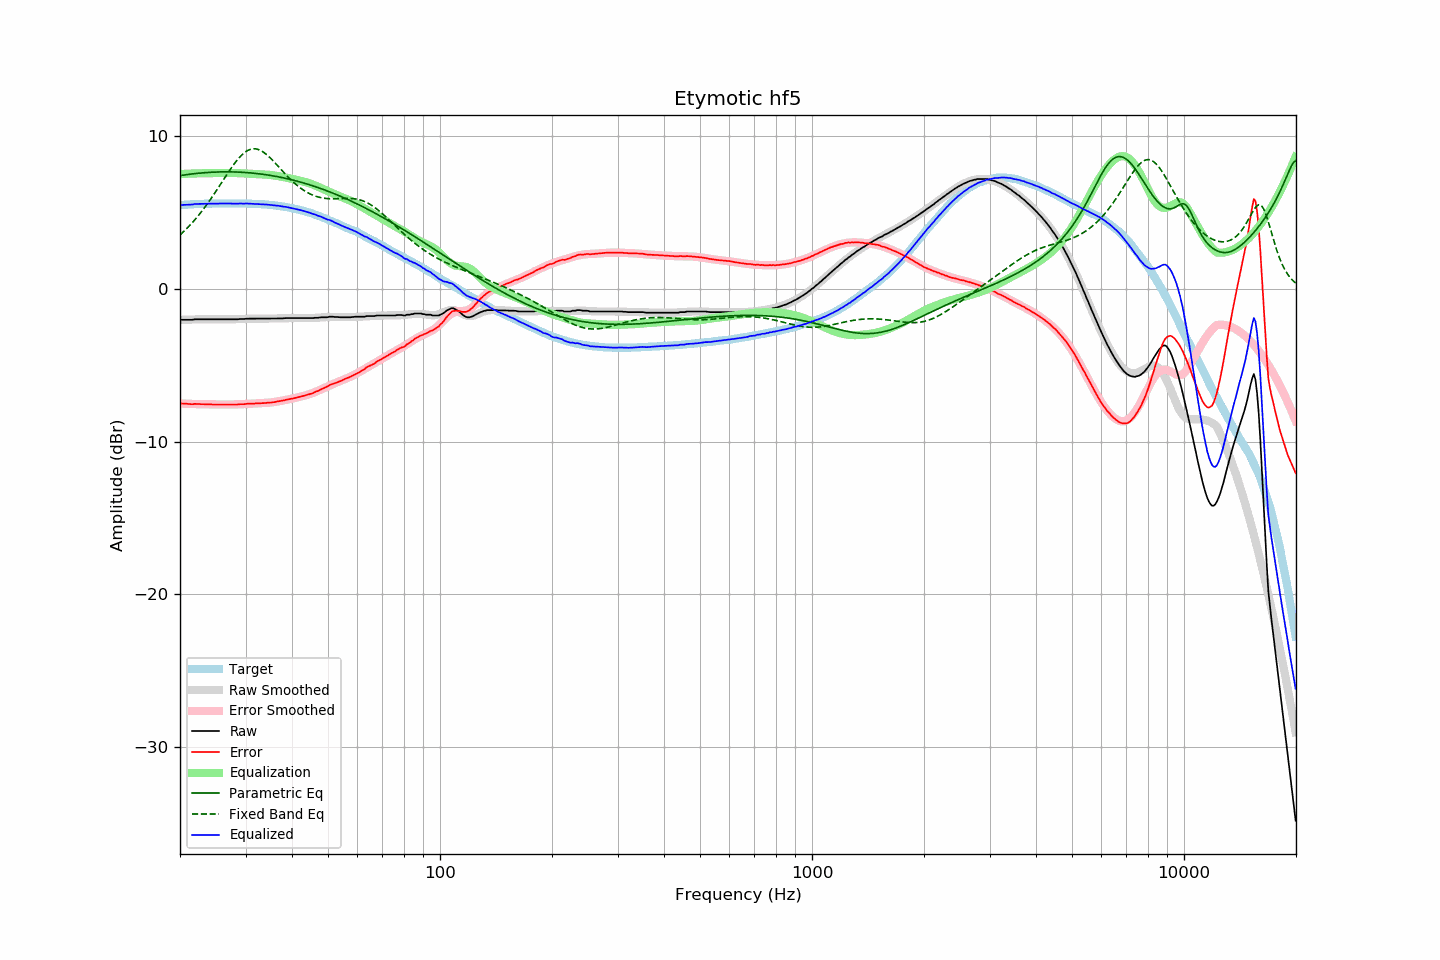 Etymotic hf5
10
0
−10
−20
−30
Amplitude (dBr)
Target
Raw Smoothed
Error Smoothed
Raw
Error
Equalization
Parametric Eq
Fixed Band Eq
Equalized
100
1000
10000
Frequency (Hz)